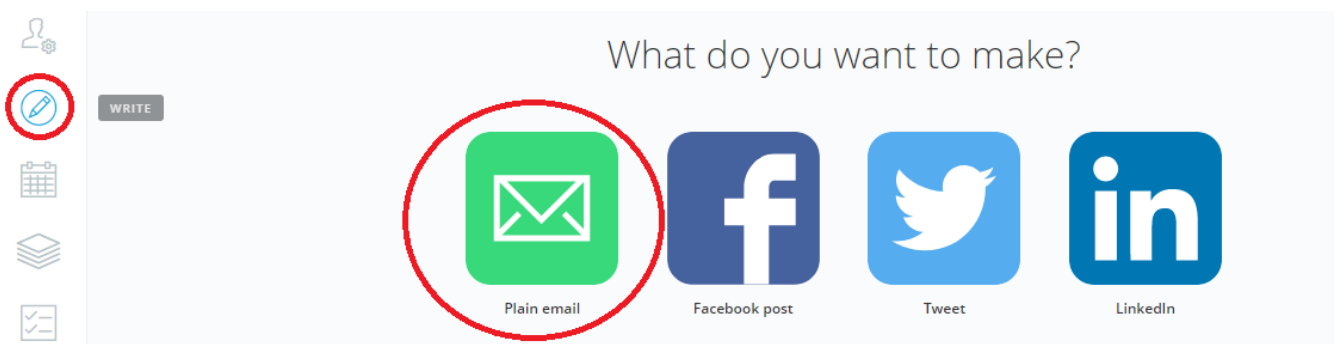 What do you want to make?
WRITE
Plain email
Facebook post
Tweet
LinkedIn